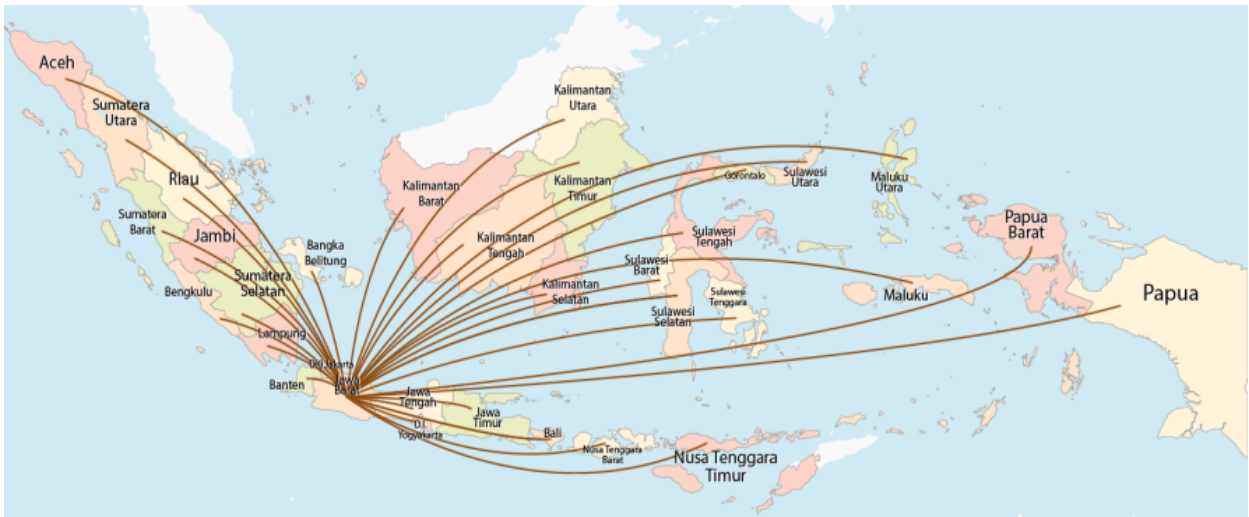 Aceh
Sumatera
Utara
Riau
Sumatera
Barat
Jambi
Bangka
Belitung
Sumatera
Selatan
Bengkulu
Lampung
DKI Jakarta
Banten
Jawa
Barat
Jawa
Tengah
D.I.
Yogyakarta
Jawa
Timur
Bali
Nusa Tenggara
Barat
Nusa Tenggara
Timur
Kalimantan
Utara
Kalimantan
Barat
Kalimantan
Timur
Kalimantan
Tengah
Kalimantan
Selatan
Gorontalo
Sulawesi
Utara
Sulawesi
Tengah
Sulawesi
Barat
Sulawesi
Tenggara
Sulawesi
Selatan
Maluku
Utara
Maluku
Papua
Barat
Papua